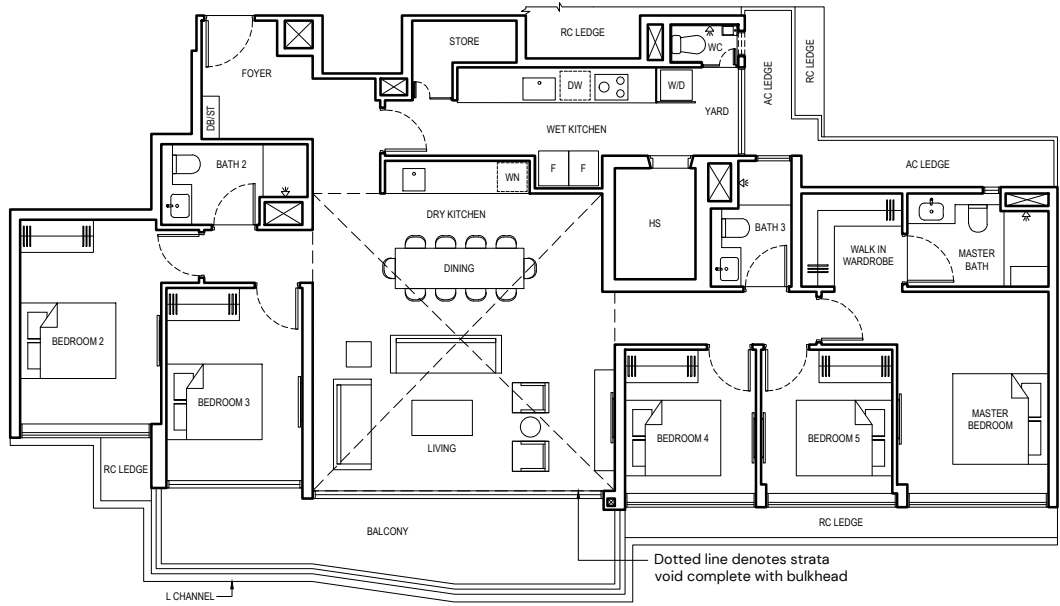 STORE
RC LEDGE
WC
FOYER
DW
W/D
AC LEDGE
RC LEDGE
DB/ST
YARD
WET KITCHEN
BATH 2
F
F
AC LEDGE
WN
DRY KITCHEN
HS
BATH 3
WALK IN
WARDROBE
MASTER
BATH
DINING
BEDROOM 2
BEDROOM 3
LIVING
BEDROOM 4
BEDROOM 5
MASTER
BEDROOM
RC LEDGE
BALCONY
RC LEDGE
Dotted line denotes strata
void complete with bulkhead
L CHANNEL